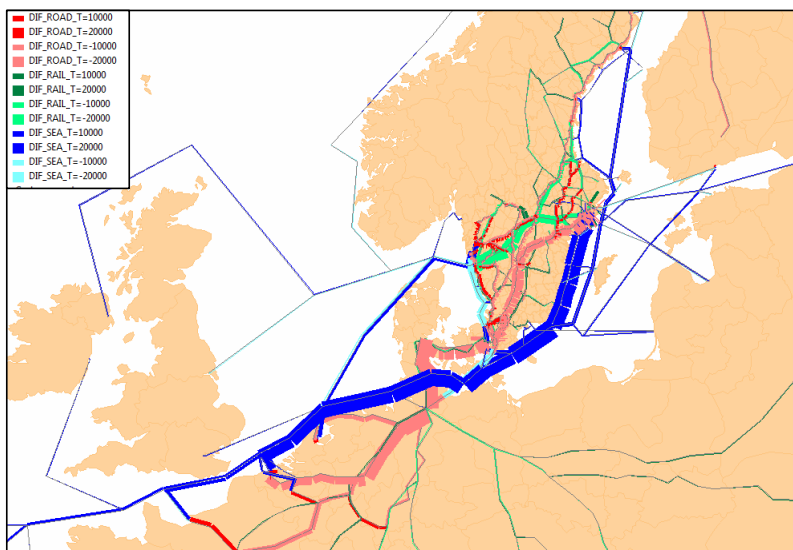 DIF_ROAD_T=10000
DIF_ROAD_T=20000
DIF_ROAD_T=-10000
DIF_ROAD_T=-20000
DIF_RAIL_T=10000
DIF_RAIL_T=20000
DIF_RAIL_T=-10000
DIF_RAIL_T=-20000
DIF_SEA_T=10000
DIF_SEA_T=20000
DIF_SEA_T=-10000
DIF_SEA_T=-20000